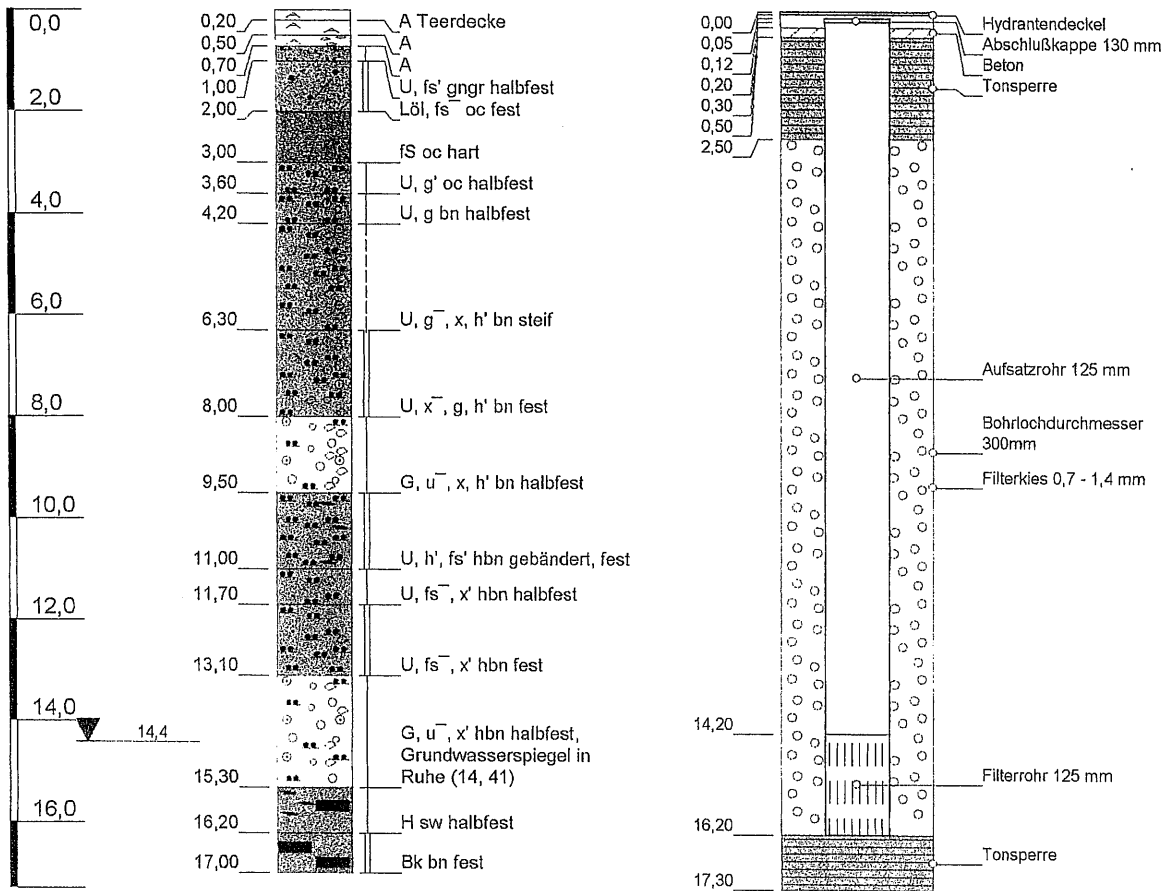 0,0
2,0
4,0
6,0
8,0
10,0
12,0
14,0
16,0
14,4
0,20
0,50
0,70
1,00
2,00
3,00
3,60
4,20
6,30
8,00
9,50
11,00
11,70
13,10
15,30
16,20
17,00
A Teerdecke
A
A
U, fs' gngr halbfest
Löl, fs¯ oc fest
fS oc hart
U, g' oc halbfest
U, g bn halbfest
U, g¯, x, h' bn steif
U, x¯, g, h' bn fest
G, u¯, x, h' bn halbfest
U, h', fs' hbn gebändert, fest
U, fs¯, x' hbn halbfest
U, fs¯, x' hbn fest
G, u¯, x' hbn halbfest,
Grundwasserspiegel in
Ruhe (14, 41)
H sw halbfest
Bk bn fest
0,00
0,05
0,12
0,20
0,30
0,50
2,50
14,20
16,20
17,30
Hydrantendeckel
Abschlußkappe 130 mm
Beton
Tonsperre
Aufsatzrohr 125 mm
Bohrlochdurchmesser
300mm
Filterkies 0,7 - 1,4 mm
Filterrohr 125 mm
Tonsperre